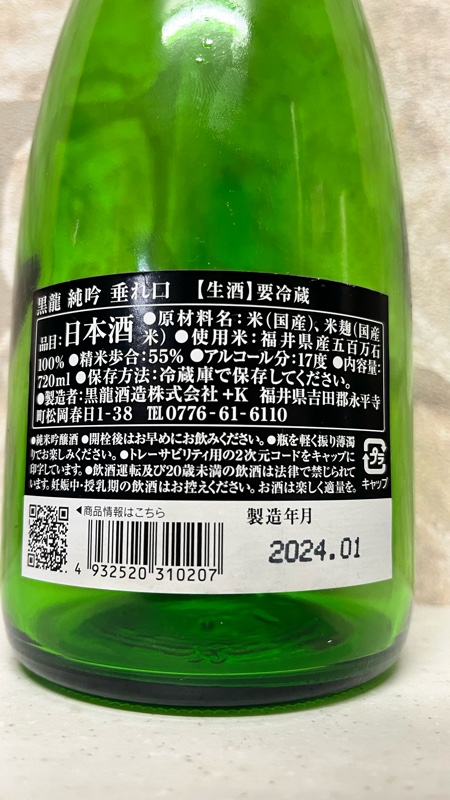 黒龍 純吟 垂れ口 【生酒】要冷蔵
品目:日本酒 ●原材料名:米(国産)、米麹(国産米) ●使用米:福井県産五百万石
100% ●精米歩合:55% ●アルコール分:17度 ●内容量:
720ml ●保存方法:冷蔵庫で保存してください。
●製造者:黒龍酒造株式会社 +K 福井県吉田郡永平寺
町松岡春日1-38 TEL0776-61-6110
●純米吟醸酒 ●開栓後はお早めにお飲みください。 ●瓶を軽く振り薄濁
りでお楽しみください。 ●トレーサビリティ用の2次元コードをキャップに
印字しています。 ●飲酒運転及び20歳未満の飲酒は法律で禁じられて
います。妊娠中・授乳期の飲酒はお控えください。お酒は楽しく適量を。
プラ
キャップ
◀商品情報はこちら
製造年月
2024.01
4 932520 310207